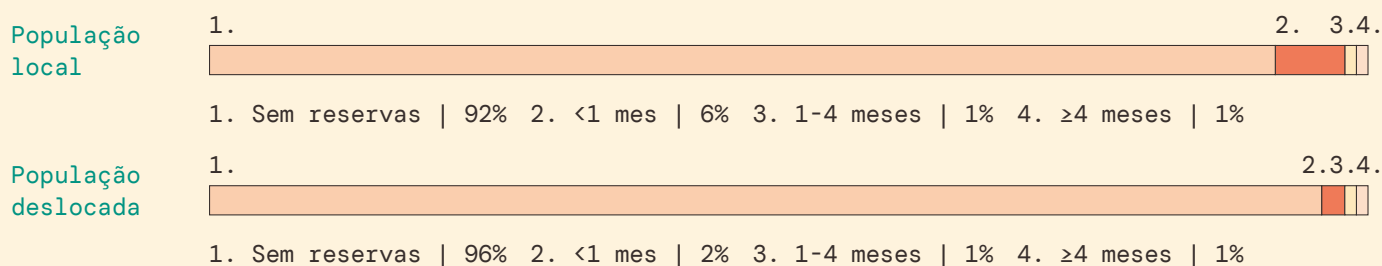 População
local
1. 2. 3.4.
1. Sem reservas | 92% 2. <1 mes | 6% 3. 1-4 meses | 1% 4. ≥4 meses | 1%
População
deslocada
1. 2.3.4.
1. Sem reservas | 96% 2. <1 mes | 2% 3. 1-4 meses | 1% 4. ≥4 meses | 1%